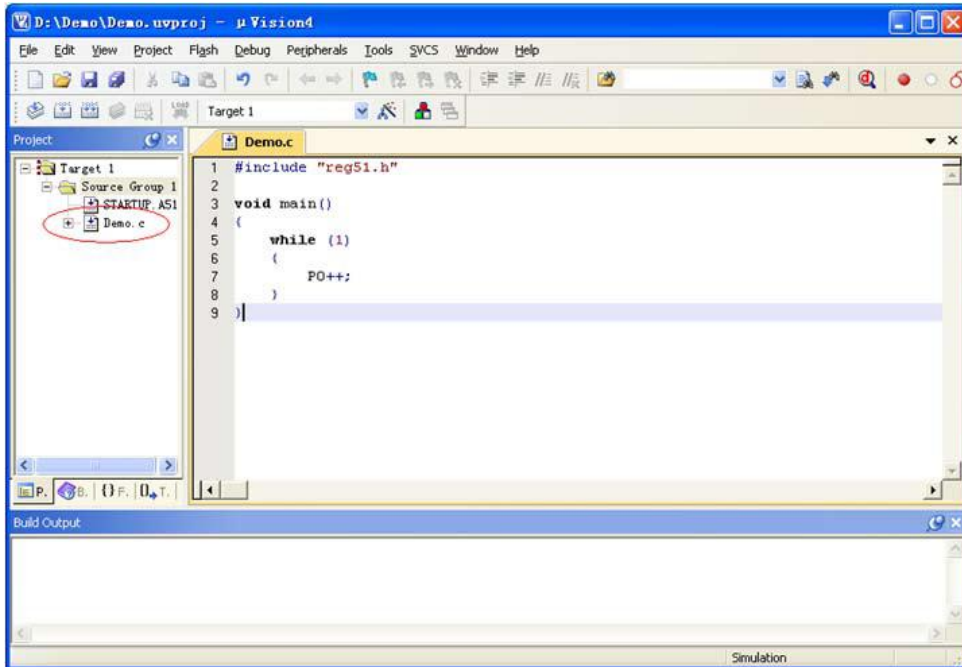 D:\Demo\Demo.uvproj - µVision4
File Edit View Project Flash Debug Peripherals Tools SVCS Window Help
Target 1
Project
Demo.c
Target 1
Source Group 1
STARTUP.A51
Demo.c
1 #include "reg51.h"
2
3 void main()
4 {
5 while (1)
6 {
7 P0++;
8 }
9 }
P. B. {} F. 0 T.
Build Output
Simulation